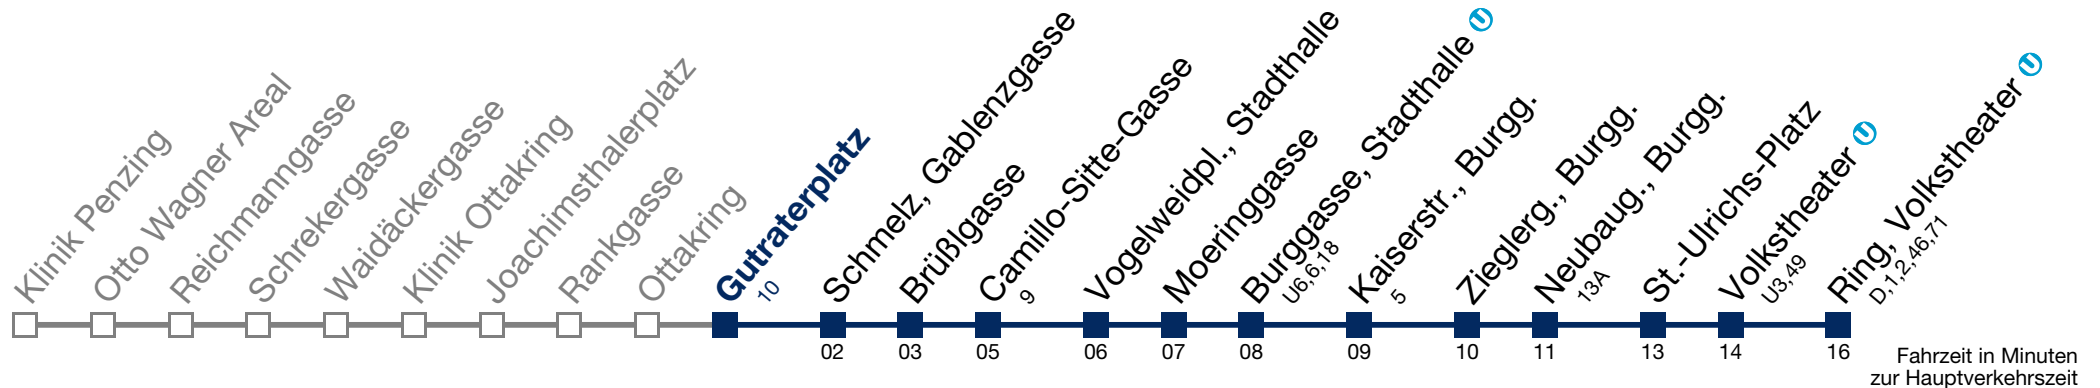 Klinik Penzing
Otto Wagner Areal
Reichmanngasse
Schrekergasse
Waidäckergasse
Klinik Ottakring
Joachimsthalerplatz
Rankgasse
Ottakring
Gutraterplatz
10
Schmelz, Gablenzgasse
Brüßlgasse
Camillo-Sitte-Gasse
9
Vogelweidpl., Stadthalle
Moeringgasse
Burggasse, Stadthalle U
U6,6,18
Kaiserstr., Burgg.
5
Zieglerg., Burgg.
Neubaug., Burgg.
13A
St.-Ulrichs-Platz
Volkstheater U
U3,49
Ring, Volkstheater U
D,1,2,46,71
02 03 05 06 07 08 09 10 11 13 14 16
Fahrzeit in Minuten
zur Hauptverkehrszeit